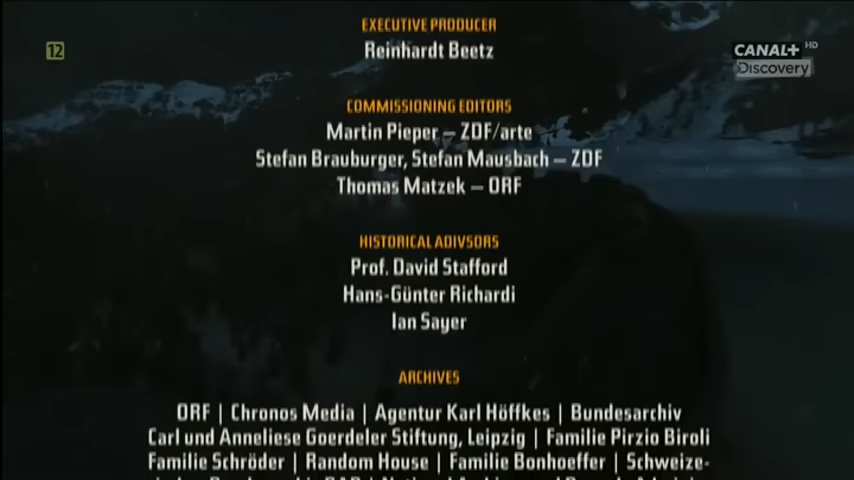 EXECUTIVE PRODUCER
12
Reinhardt Beetz
CANAL+ HD
Discovery
COMMISSIONING EDITORS
Martin Pieper – ZDF/arte
Stefan Brauburger, Stefan Mausbach – ZDF
Thomas Matzek – ORF
HISTORICAL ADIVSORS
Prof. David Stafford
Hans-Günter Richardi
Ian Sayer
ARCHIVES
ORF | Chronos Media | Agentur Karl Höffkes | Bundesarchiv
Carl und Anneliese Goerdeler Stiftung, Leipzig | Familie Pirzio Biroli
Familie Schröder | Random House | Familie Bonhoeffer | Schweize-